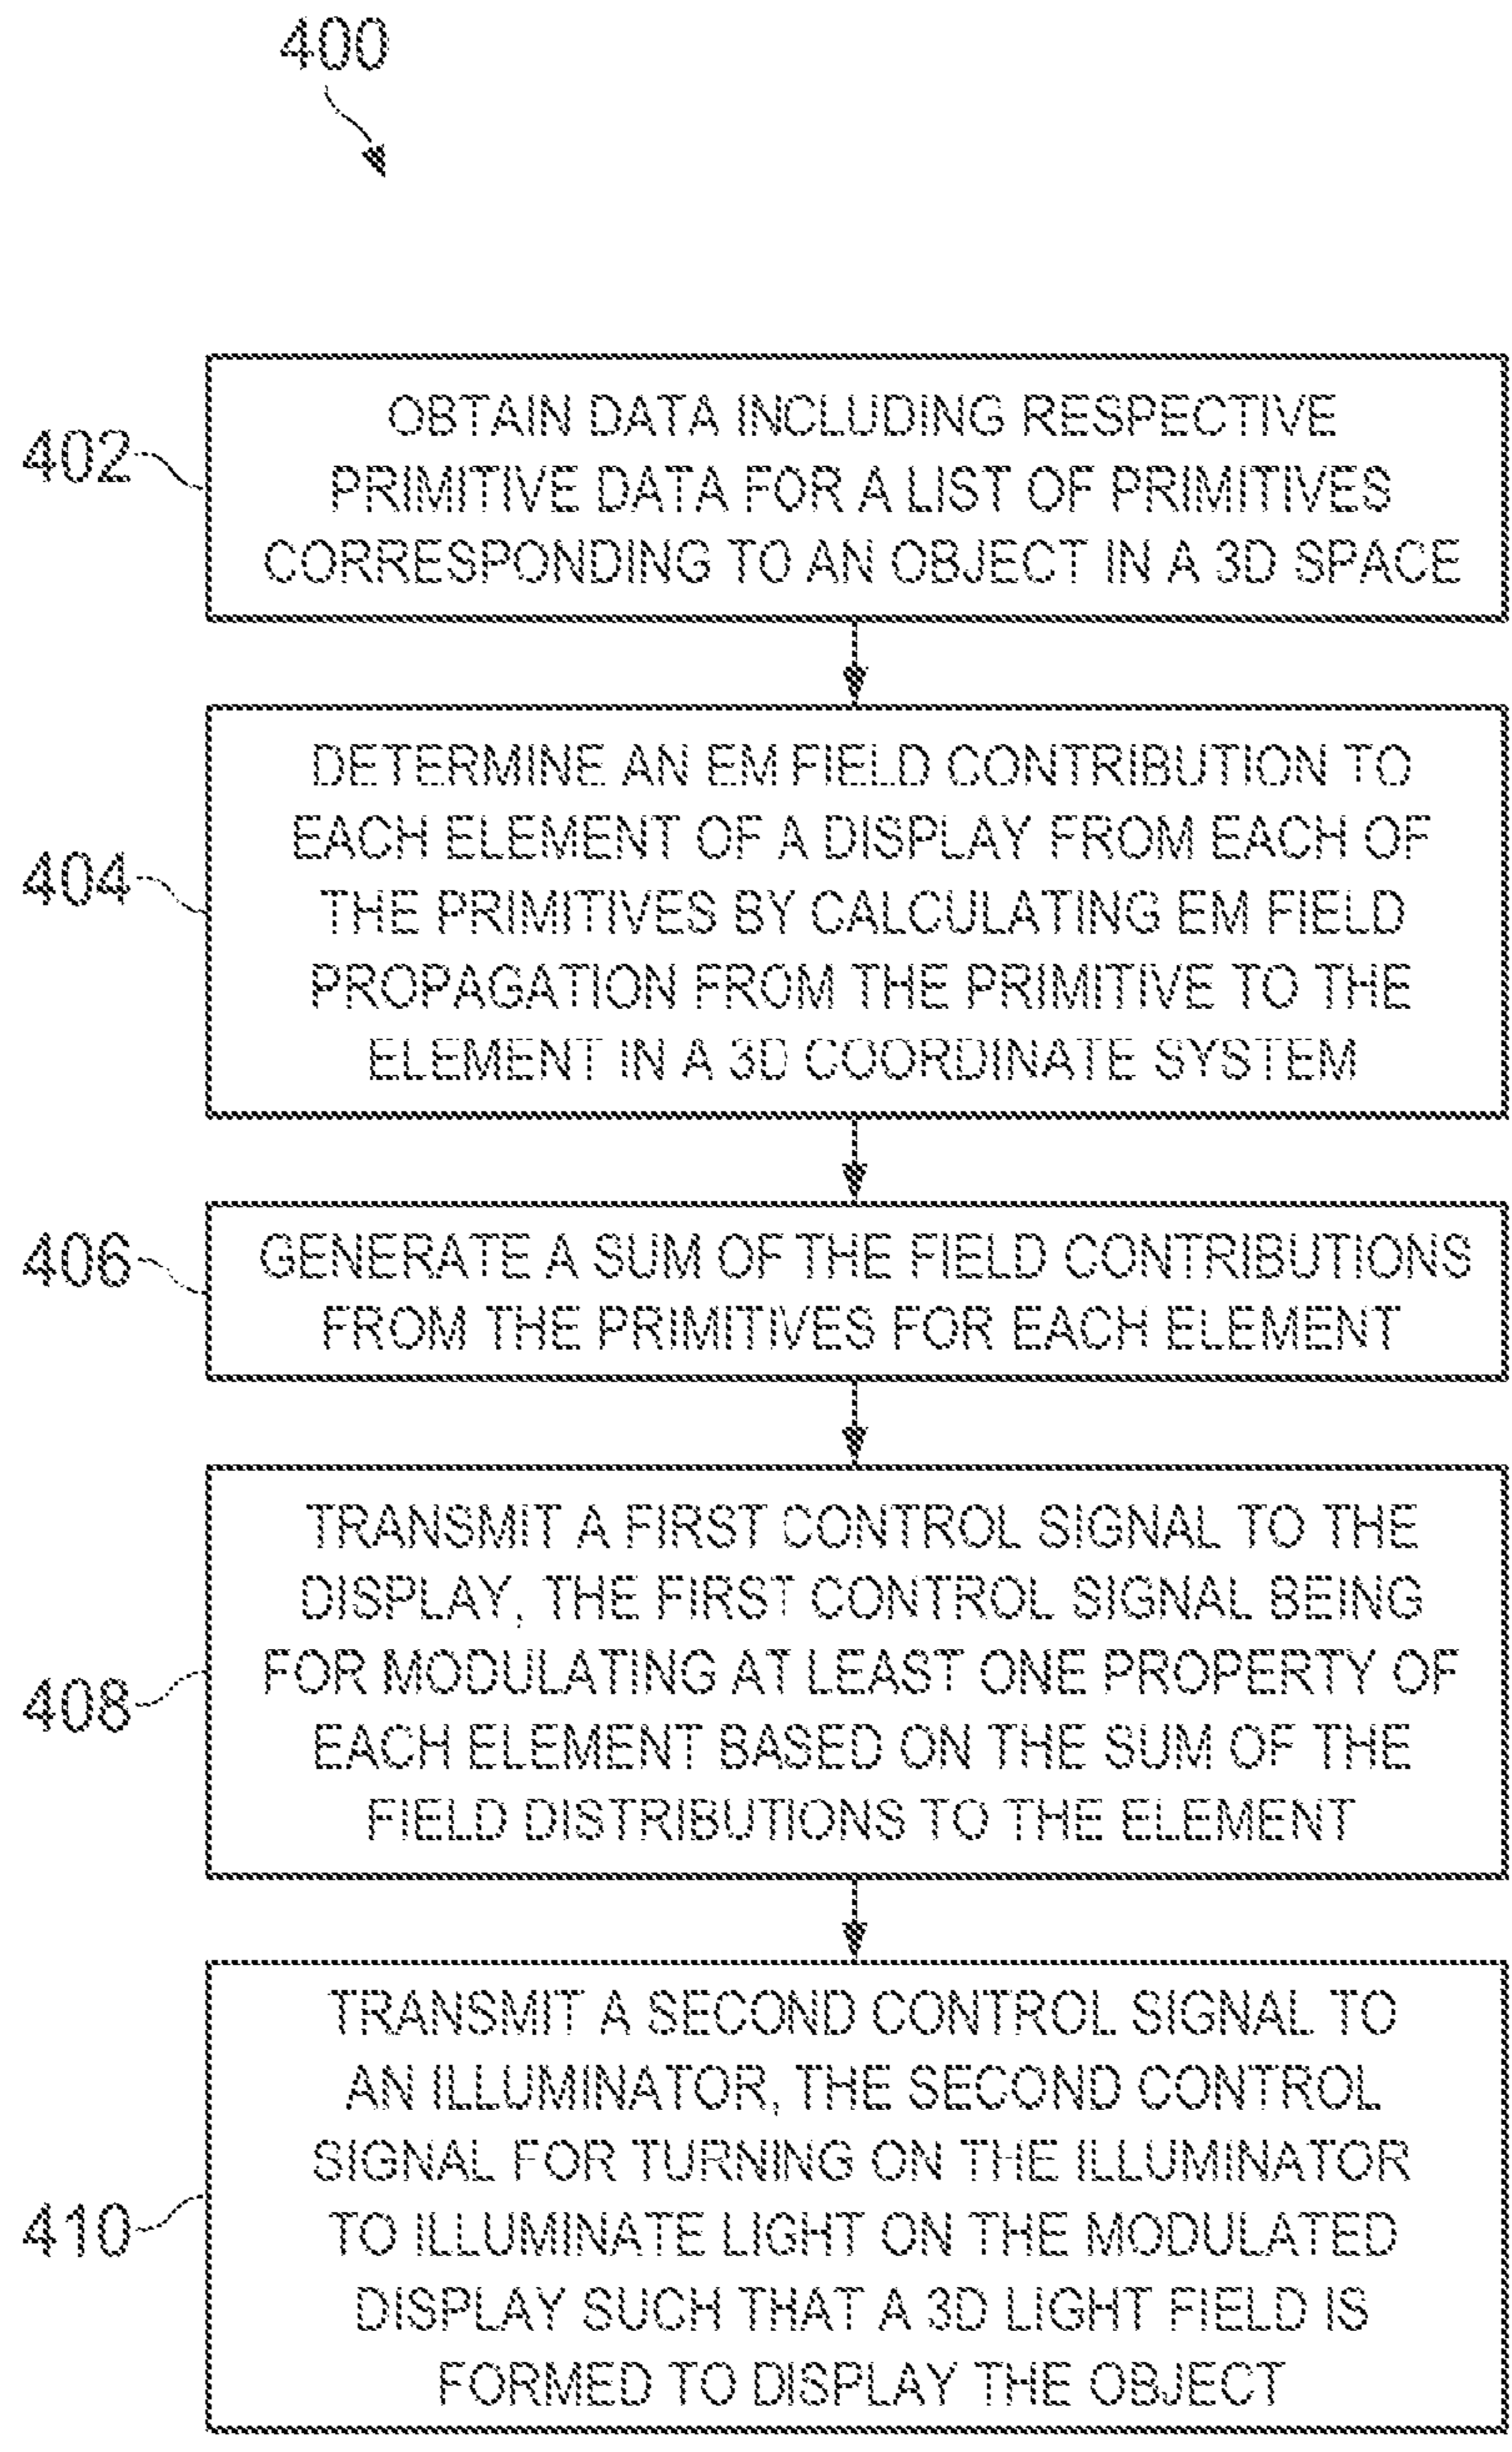 400
402
OBTAIN DATA INCLUDING RESPECTIVE
PRIMITIVE DATA FOR A LIST OF PRIMITIVES
CORRESPONDING TO AN OBJECT IN A 3D SPACE
404
DETERMINE AN EM FIELD CONTRIBUTION TO
EACH ELEMENT OF A DISPLAY FROM EACH OF
THE PRIMITIVES BY CALCULATING EM FIELD
PROPAGATION FROM THE PRIMITIVE TO THE
ELEMENT IN A 3D COORDINATE SYSTEM
406
GENERATE A SUM OF THE FIELD CONTRIBUTIONS
FROM THE PRIMITIVES FOR EACH ELEMENT
408
TRANSMIT A FIRST CONTROL SIGNAL TO THE
DISPLAY, THE FIRST CONTROL SIGNAL BEING
FOR MODULATING AT LEAST ONE PROPERTY OF
EACH ELEMENT BASED ON THE SUM OF THE
FIELD DISTRIBUTIONS TO THE ELEMENT
410
TRANSMIT A SECOND CONTROL SIGNAL TO
AN ILLUMINATOR, THE SECOND CONTROL
SIGNAL FOR TURNING ON THE ILLUMINATOR
TO ILLUMINATE LIGHT ON THE MODULATED
DISPLAY SUCH THAT A 3D LIGHT FIELD IS
FORMED TO DISPLAY THE OBJECT